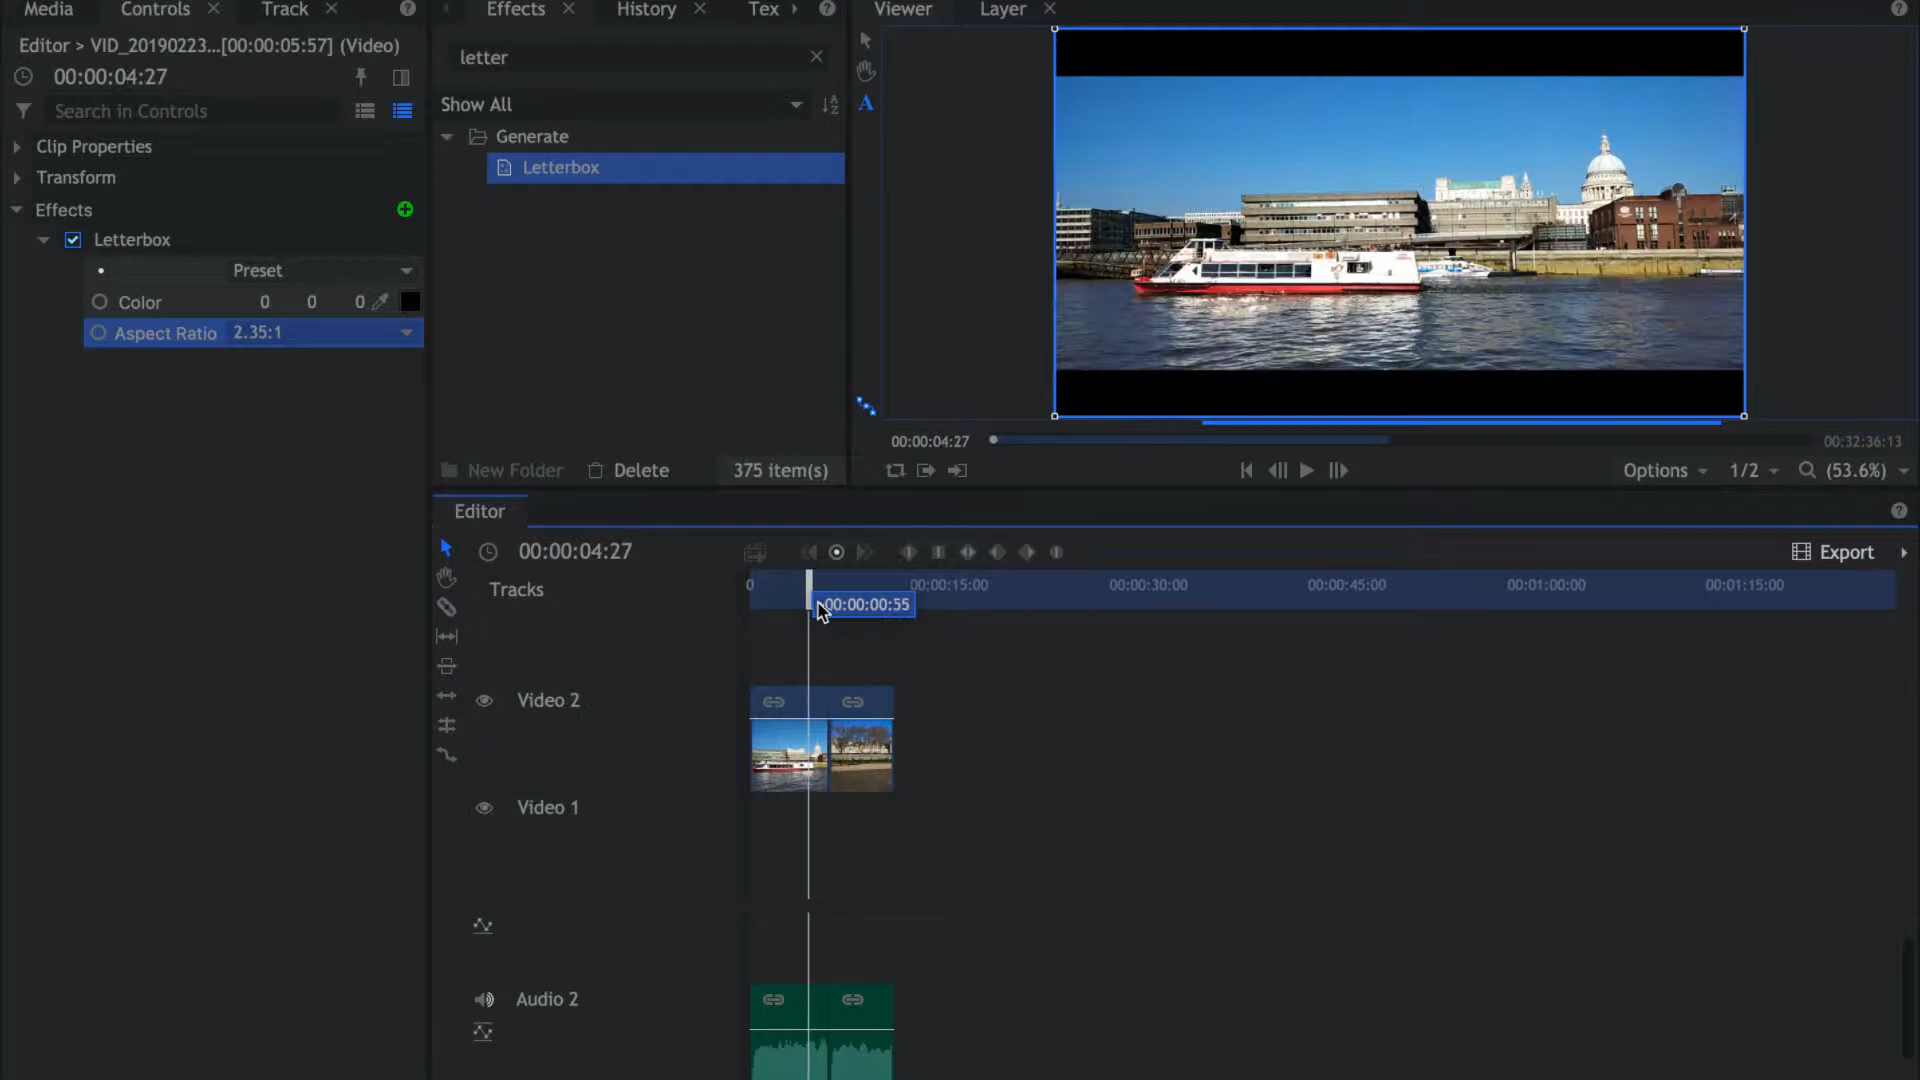 Media
Controls
Track
Editor > VID_20190223...[00:00:05:57] (Video)
00:00:04:27
Search in Controls
Clip Properties
Transform
Effects
Letterbox
Preset
Color 0 0 0
Aspect Ratio 2.35:1
Effects
History
Tex
letter
Show All
Generate
Letterbox
New Folder
Delete
375 item(s)
Viewer
Layer
A
00:00:04:27
00:32:36:13
Options
1/2
(53.6%)
Editor
00:00:04:27
Export
Tracks
0
00:00:15:00
00:00:30:00
00:00:45:00
00:01:00:00
00:01:15:00
00:00:00:55
Video 2
Video 1
Audio 2